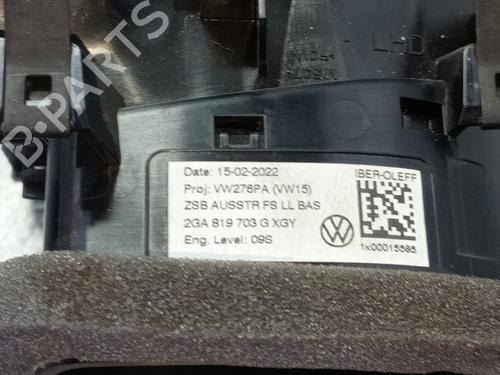 LHD
B-PARTS
Date: 15-02-2022
Proj: VW276PA (VW15)
ZSB AUSSTR FS LL BAS
2GA 819 703 G XGY
Eng. Level: 09S
IBER-OLEFF
1x00015585
B-PARTS